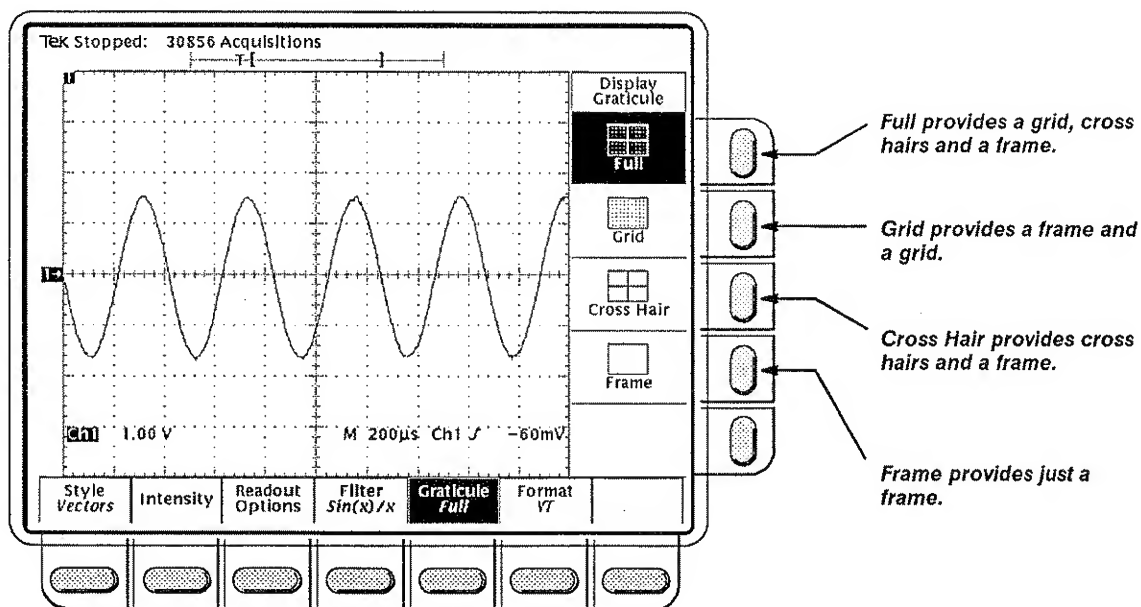 Tek Stopped: 30856 Acquisitions
T
Display
Graticule
Full
Grid
1→
Cross Hair
Frame
Ch1 1.00 V M 200µs Ch1 ∫ -60mV
Style
Vectors
Intensity
Readout
Options
Filter
Sin(x)/x
Graticule
Full
Format
YT
Full provides a grid, cross
hairs and a frame.
Grid provides a frame and
a grid.
Cross Hair provides cross
hairs and a frame.
Frame provides just a
frame.